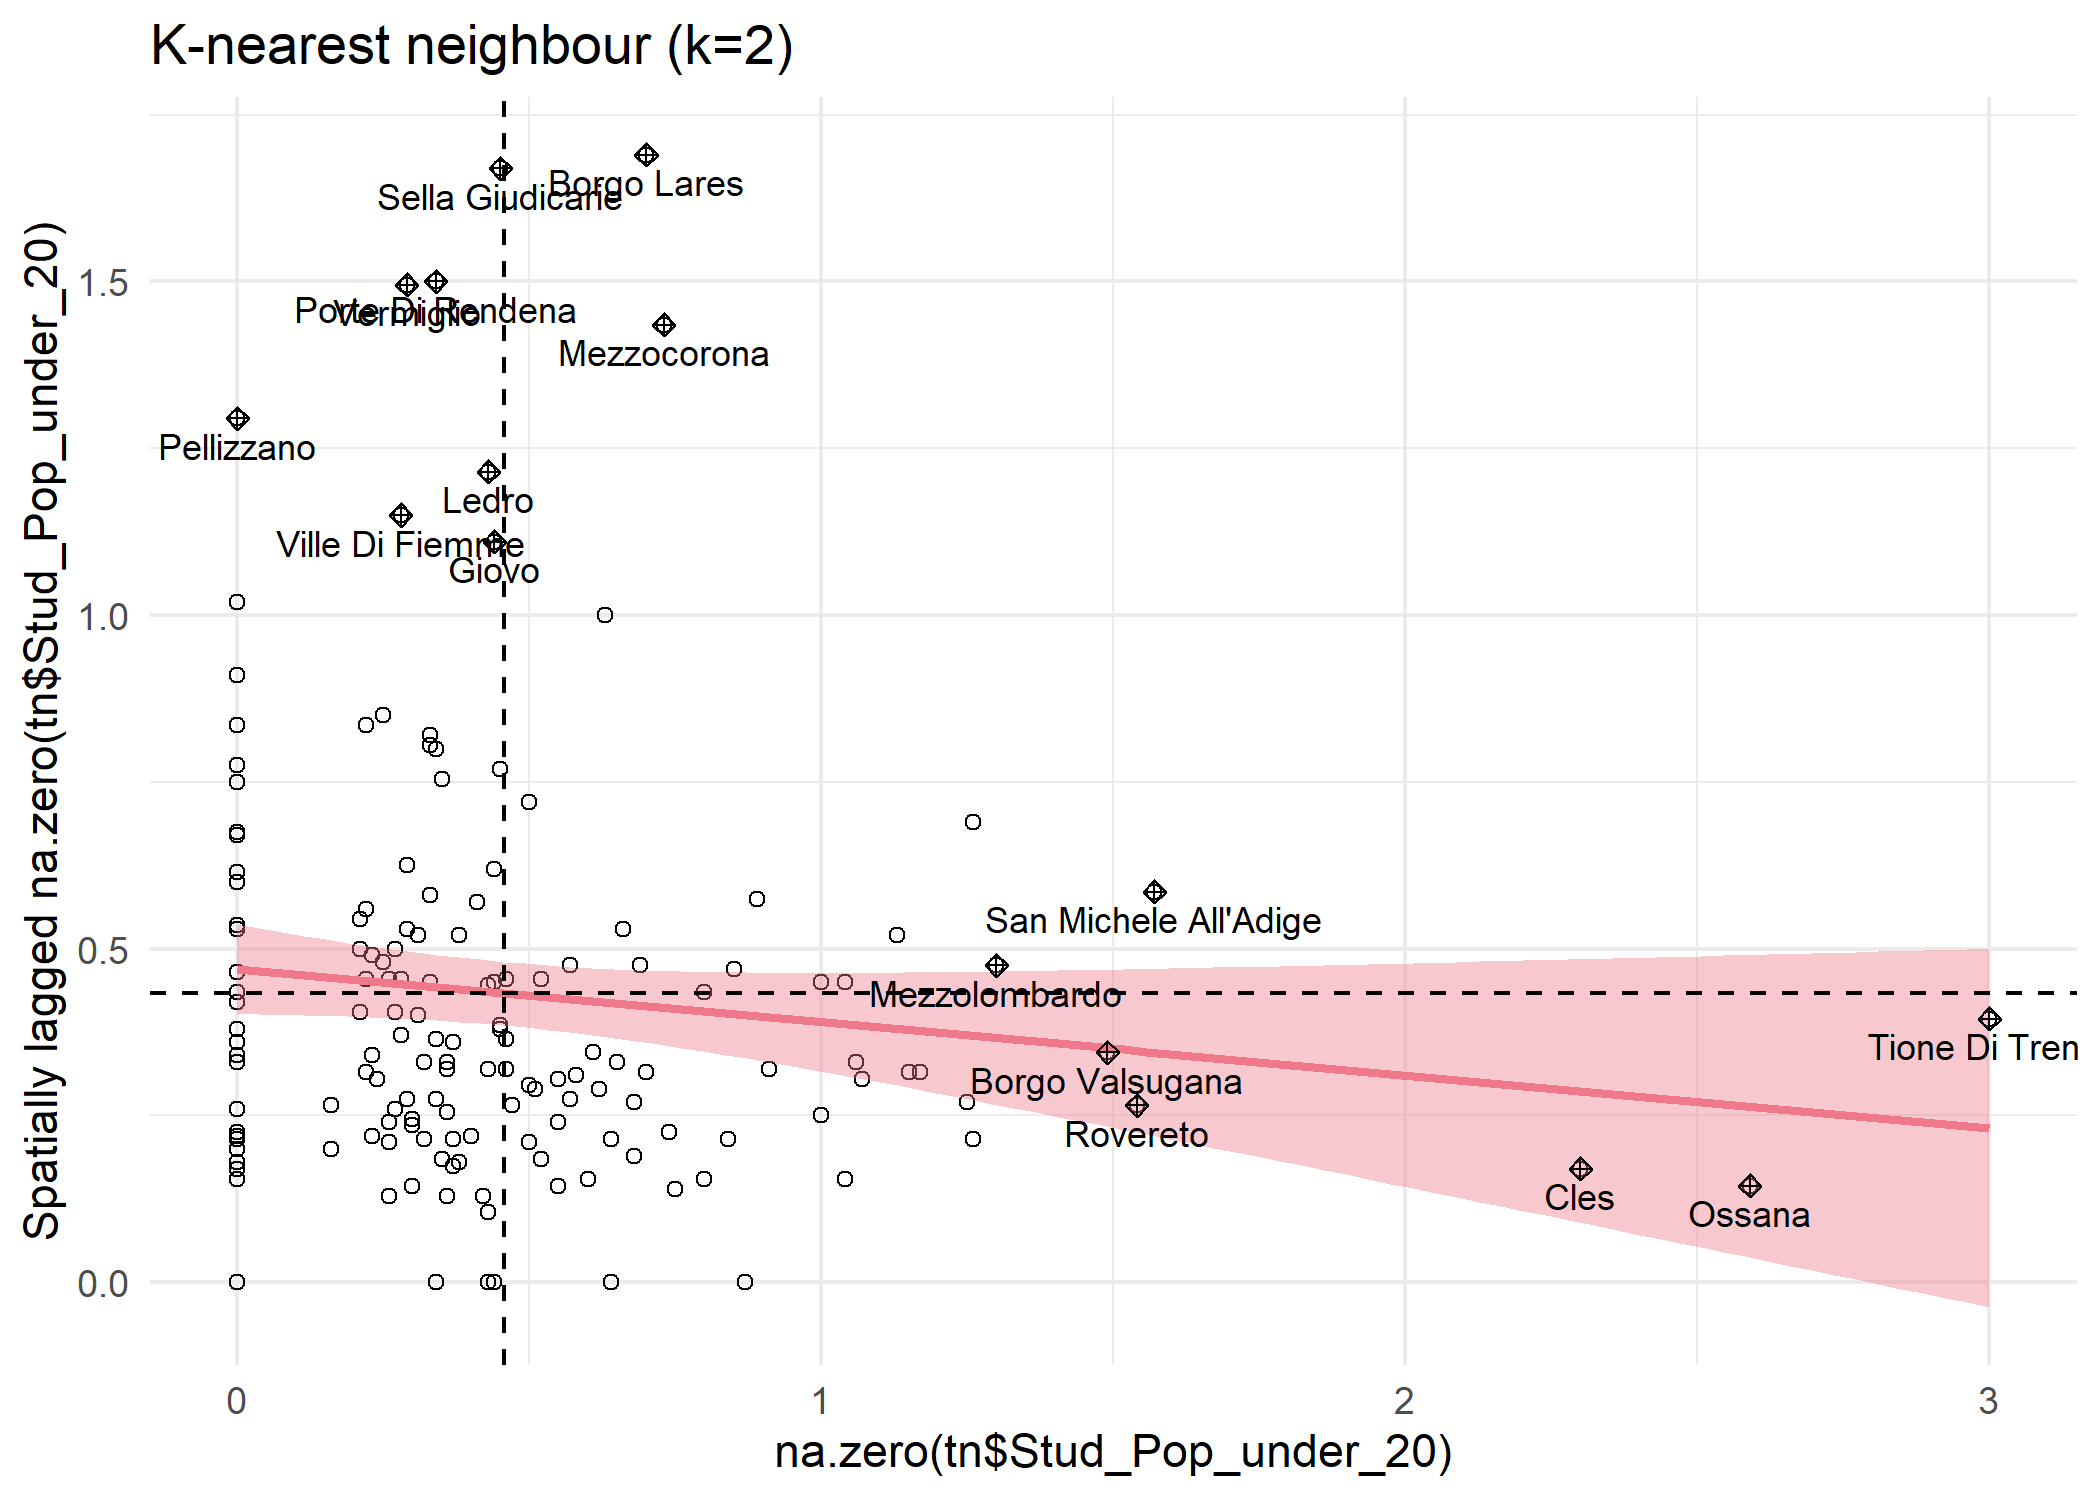 K-nearest neighbour (k=2)
Borgo Lares
Sella Giudicarie
Porte Di Rendena
Vermiglio
Mezzocorona
Pellizzano
Ledro
Ville Di Fiemme
Giovo
San Michele All'Adige
Mezzolombardo
Tione Di Tren
Borgo Valsugana
Rovereto
Cles
Ossana
1.5
1.0
0.5
0.0
0
1
2
3
na.zero(tn$Stud_Pop_under_20)
Spatially lagged na.zero(tn$Stud_Pop_under_20)